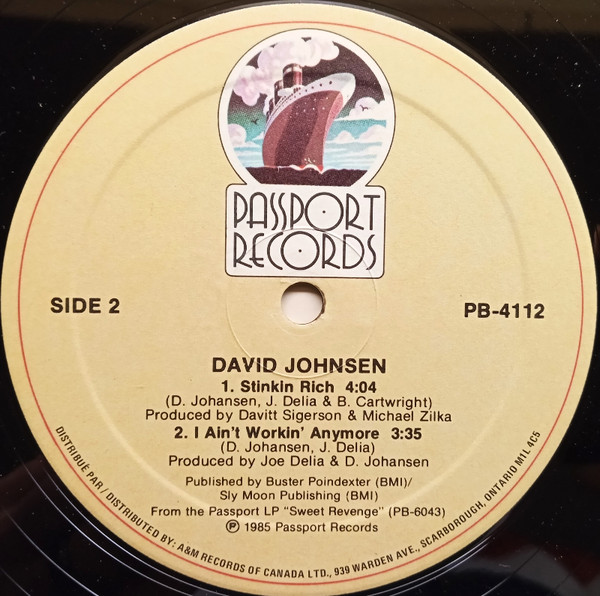 PASSPORT
RECORDS
SIDE 2
PB-4112
DAVID JOHNSEN
1. Stinkin Rich 4:04
(D. Johansen, J. Delia & B. Cartwright)
Produced by Davitt Sigerson & Michael Zilka
2. I Ain't Workin' Anymore 3:35
(D. Johansen, J. Delia)
Produced by Joe Delia & D. Johansen
Published by Buster Poindexter (BMI)/
Sly Moon Publishing (BMI)
From the Passport LP "Sweet Revenge" (PB-6043)
℗ 1985 Passport Records
DISTRIBUÉ PAR / DISTRIBUTED BY: A&M RECORDS OF CANADA LTD., 939 WARDEN AVE., SCARBOROUGH, ONTARIO M1L 4C5